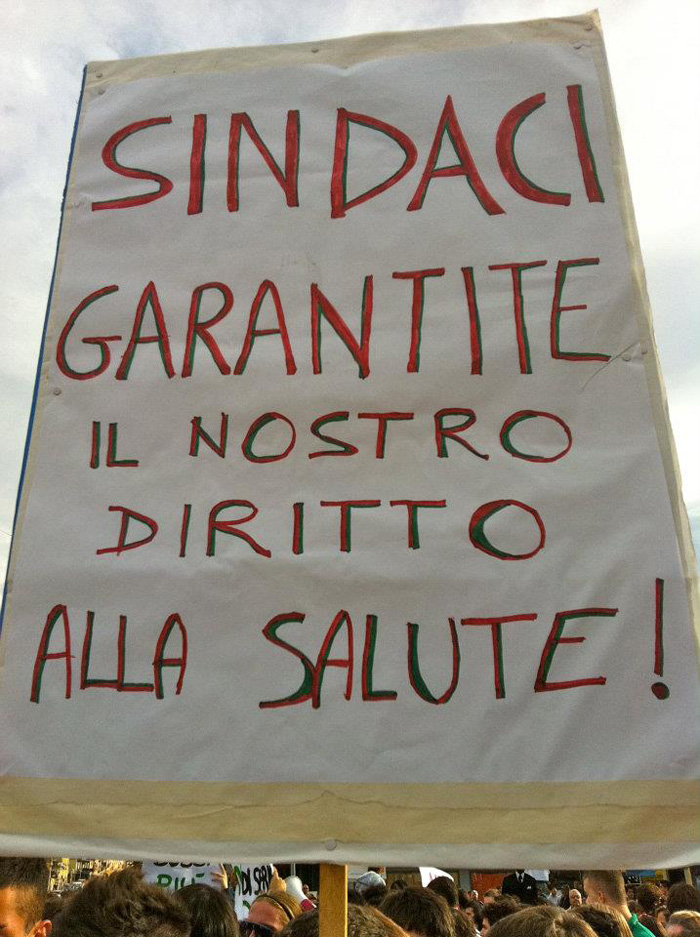 SINDACI
GARANTITE
IL NOSTRO
DIRITTO
ALLA SALUTE!